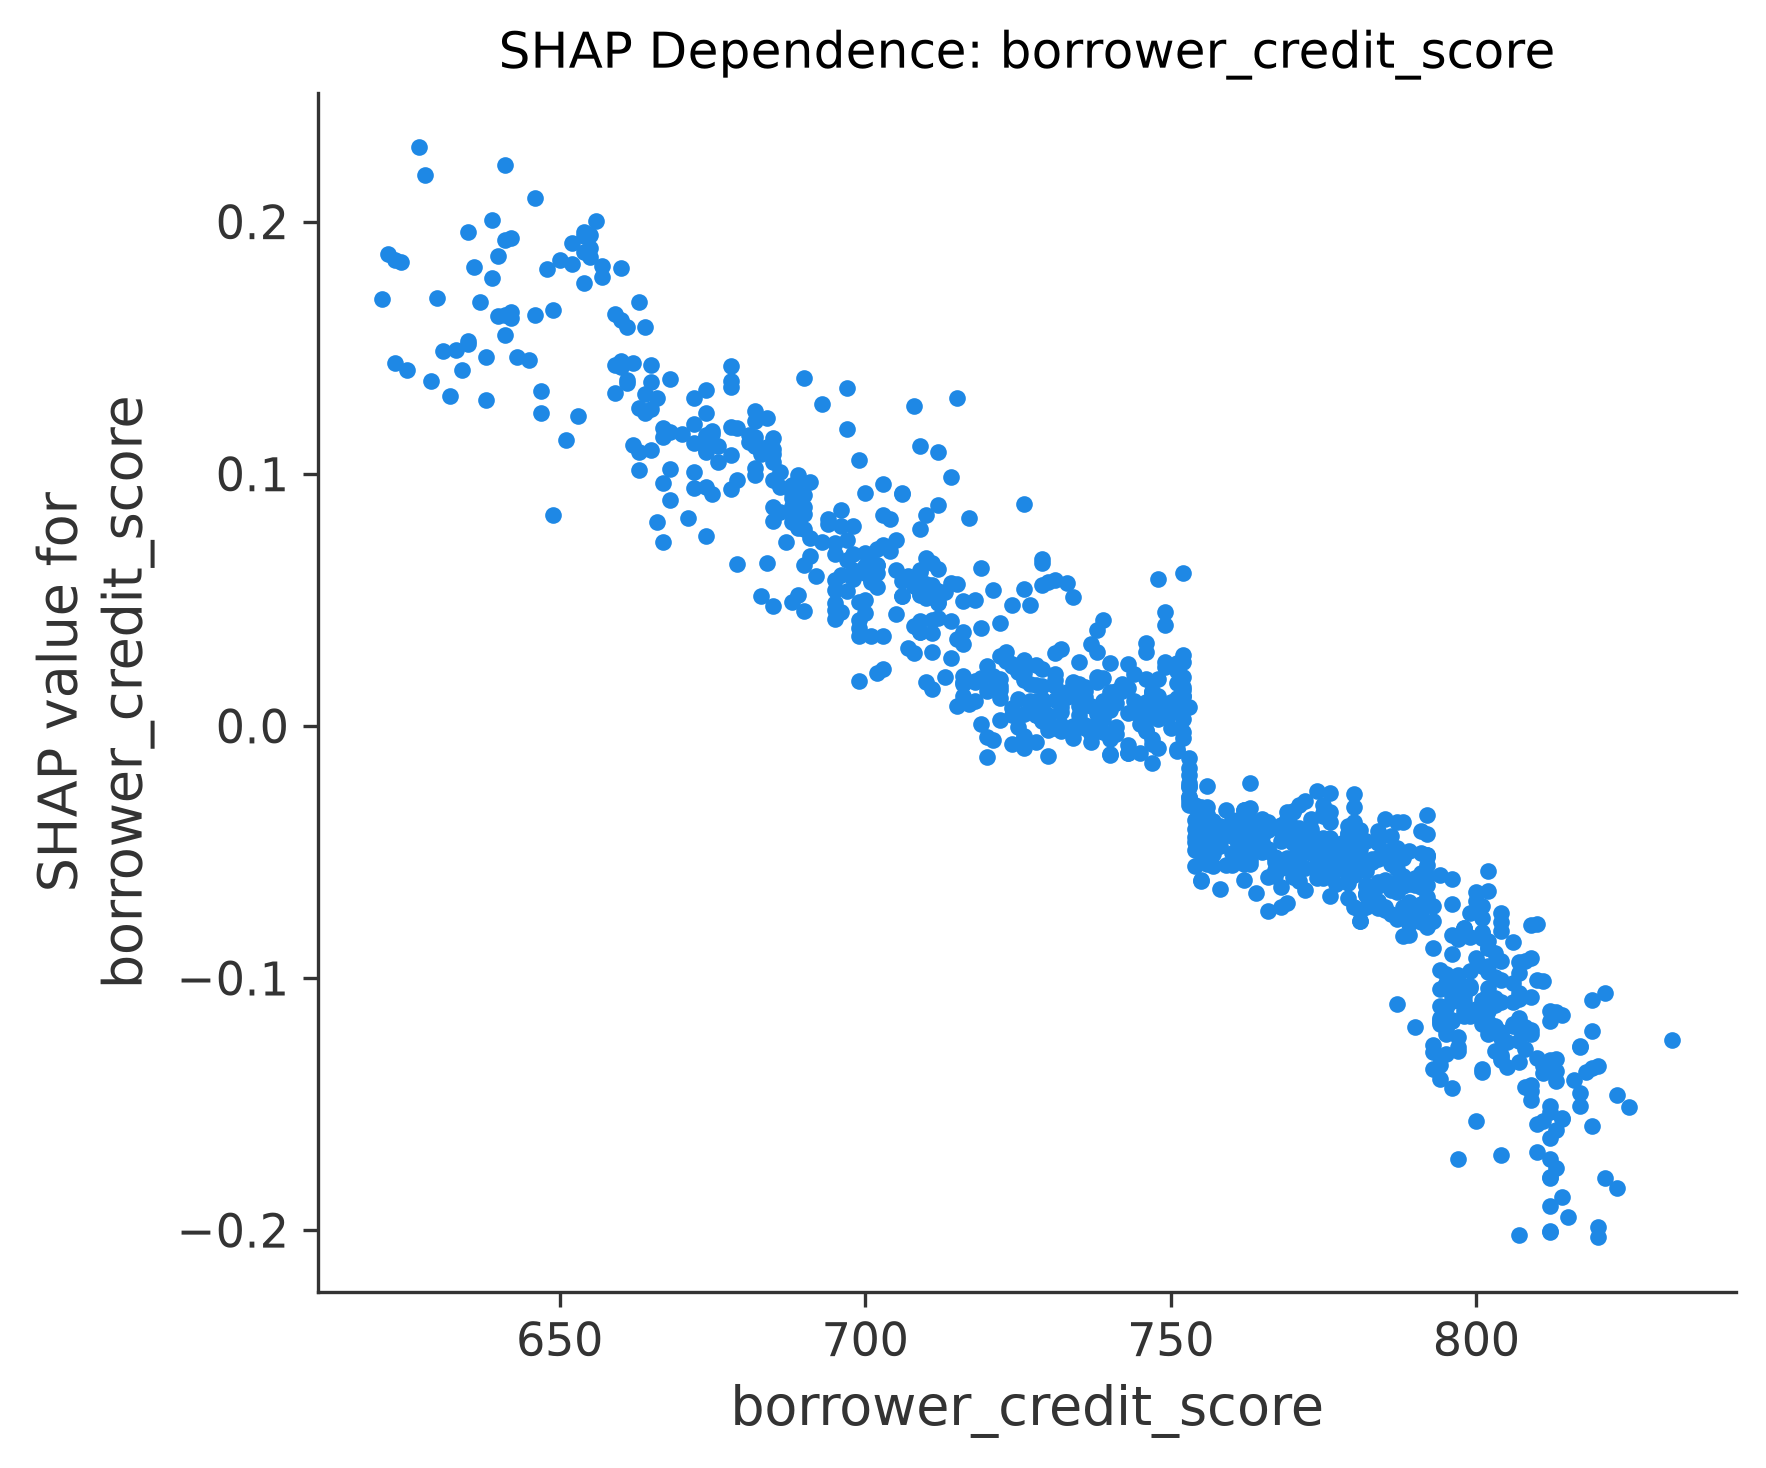 SHAP Dependence: borrower_credit_score
SHAP value for
borrower_credit_score
0.2
0.1
0.0
−0.1
−0.2
650
700
750
800
borrower_credit_score